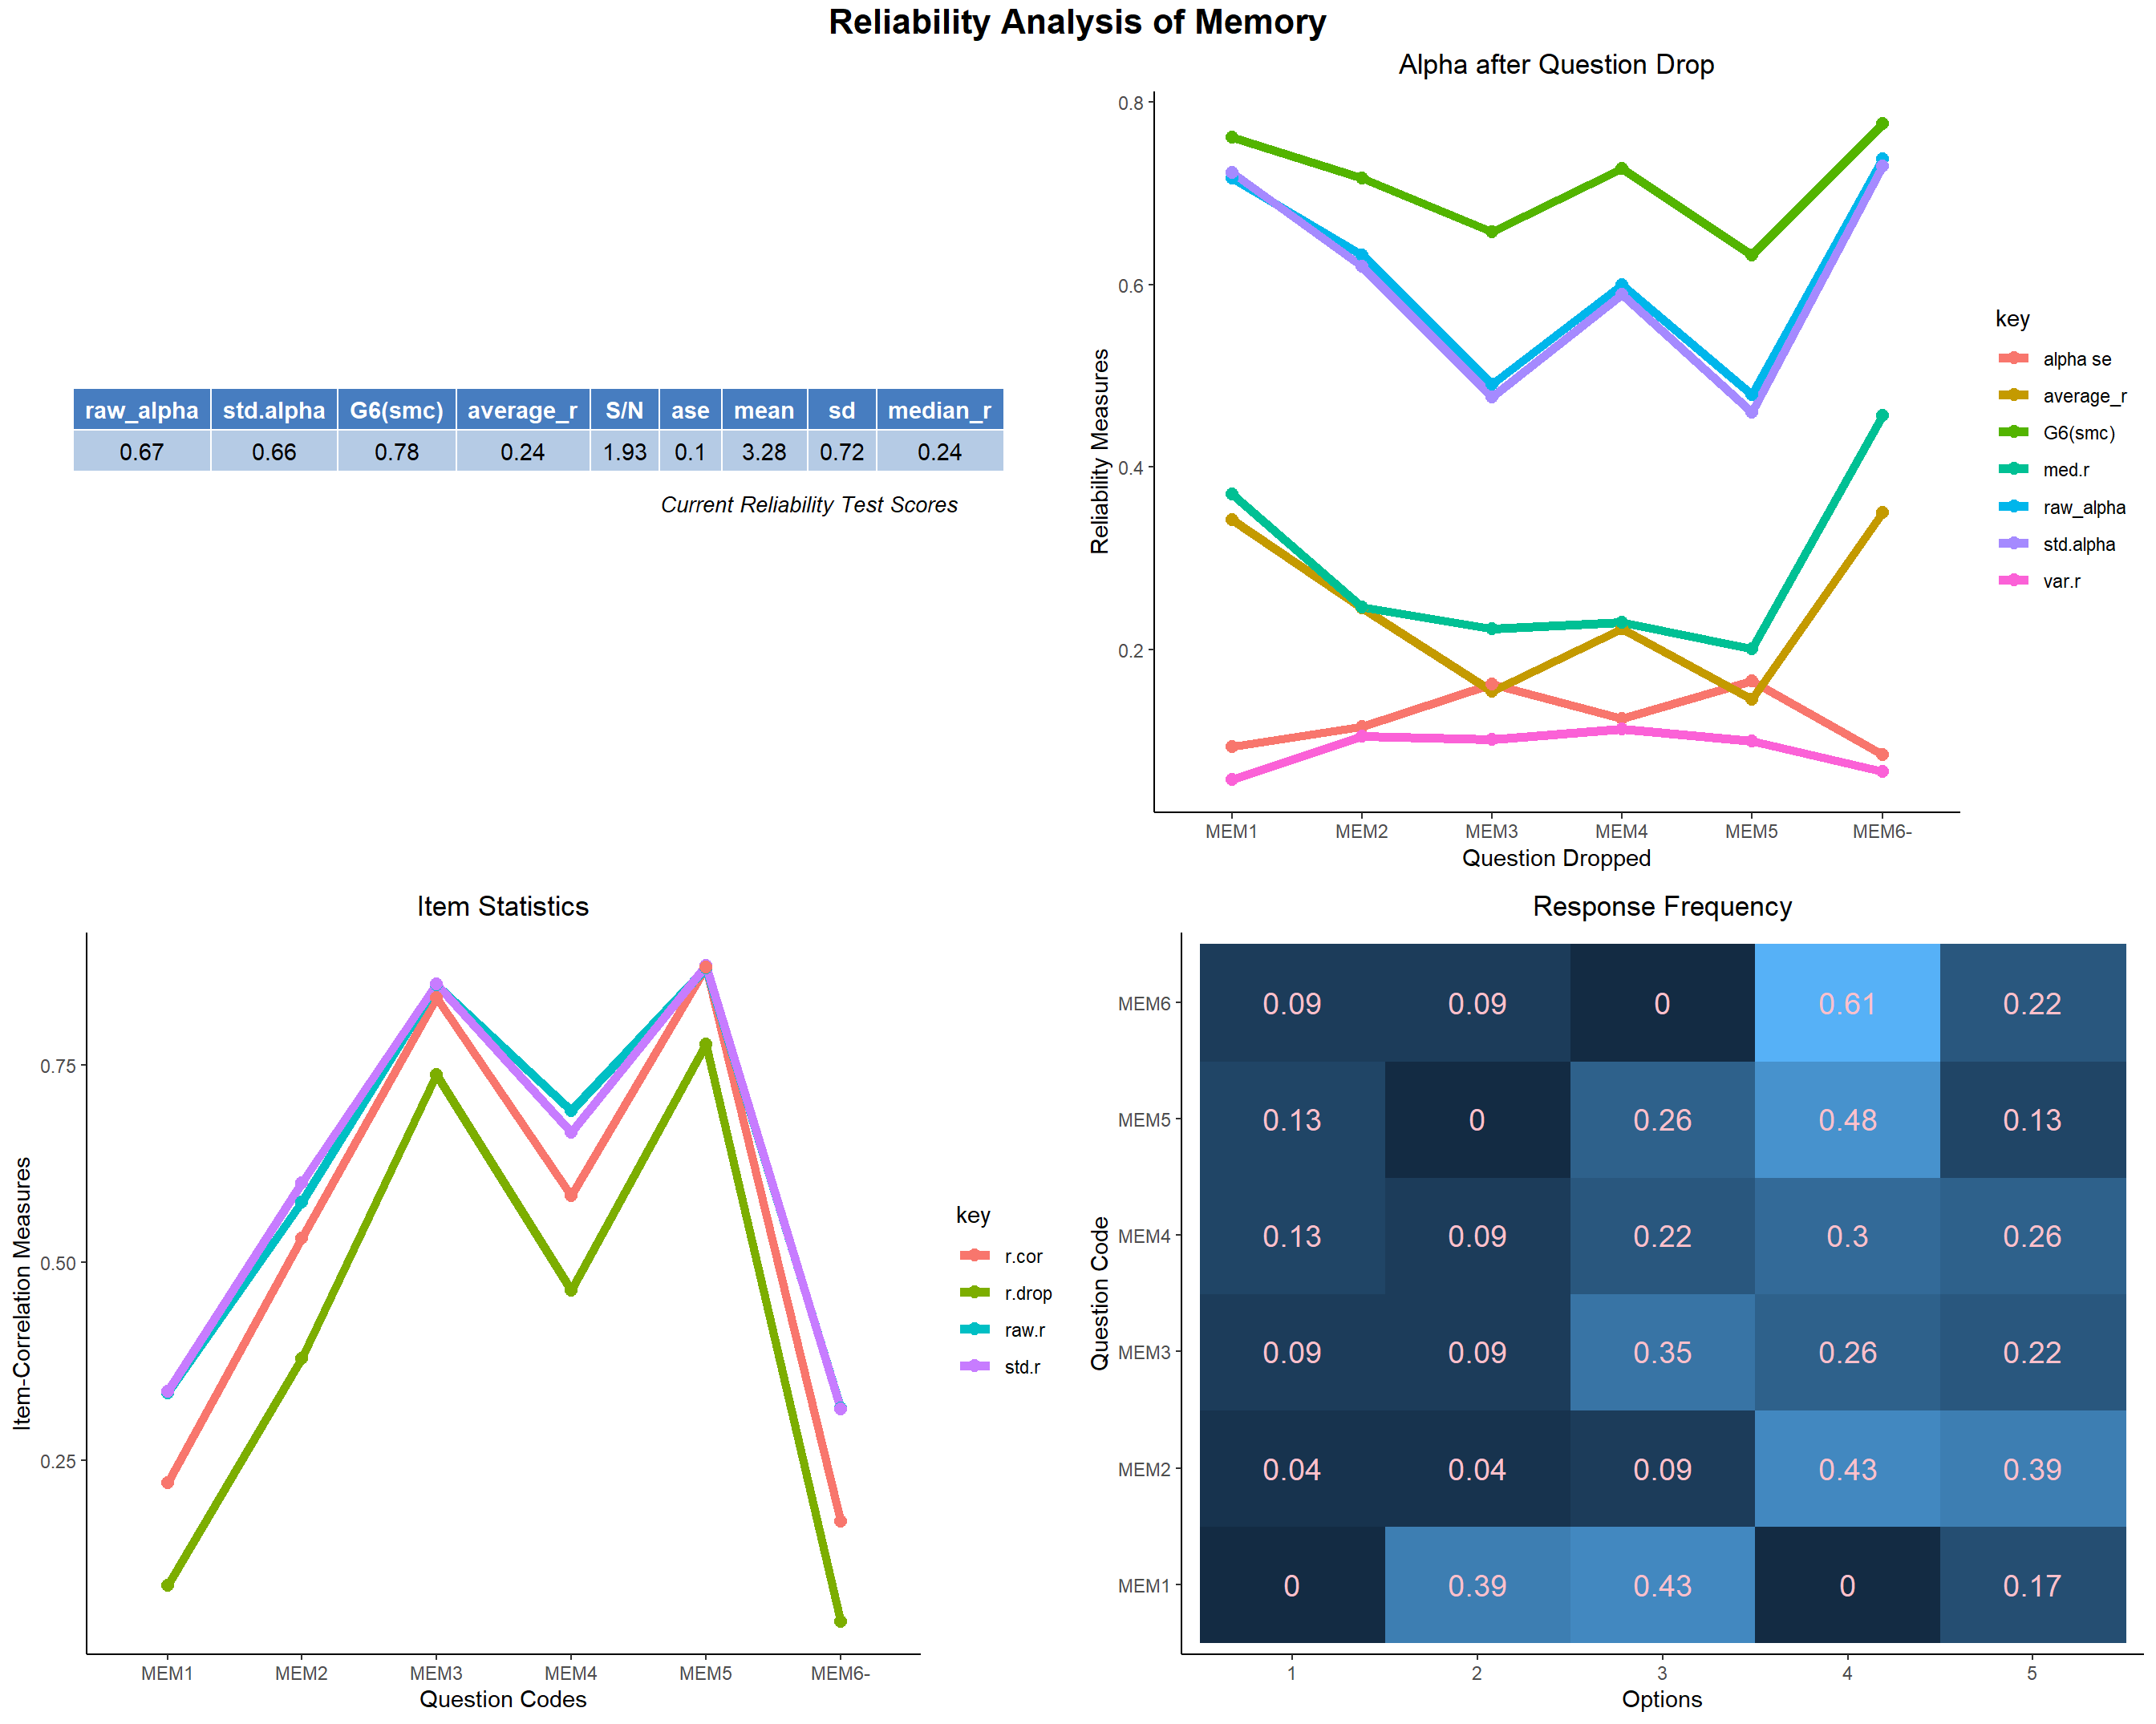 Reliability Analysis of Memory
raw_alpha std.alpha G6(smc) average_r S/N ase mean sd median_r
0.67 0.66 0.78 0.24 1.93 0.1 3.28 0.72 0.24
Current Reliability Test Scores
Alpha after Question Drop
Reliability Measures
0.8
0.6
0.4
0.2
MEM1 MEM2 MEM3 MEM4 MEM5 MEM6-
Question Dropped
key
alpha se
average_r
G6(smc)
med.r
raw_alpha
std.alpha
var.r
Item Statistics
Item-Correlation Measures
0.75
0.50
0.25
MEM1 MEM2 MEM3 MEM4 MEM5 MEM6-
Question Codes
key
r.cor
r.drop
raw.r
std.r
Response Frequency
Question Code
MEM6 0.09 0.09 0 0.61 0.22
MEM5 0.13 0 0.26 0.48 0.13
MEM4 0.13 0.09 0.22 0.3 0.26
MEM3 0.09 0.09 0.35 0.26 0.22
MEM2 0.04 0.04 0.09 0.43 0.39
MEM1 0 0.39 0.43 0 0.17
1 2 3 4 5
Options